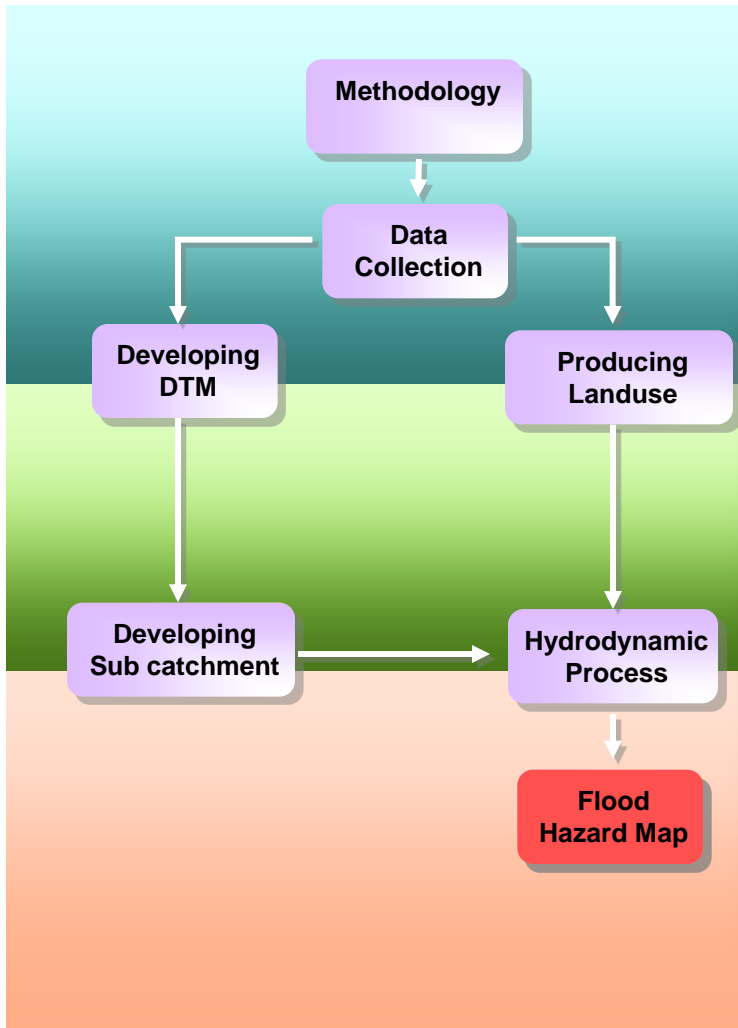 Methodology
Data
Collection
Developing
DTM
Producing
Landuse
Developing
Sub catchment
Hydrodynamic
Process
Flood
Hazard Map